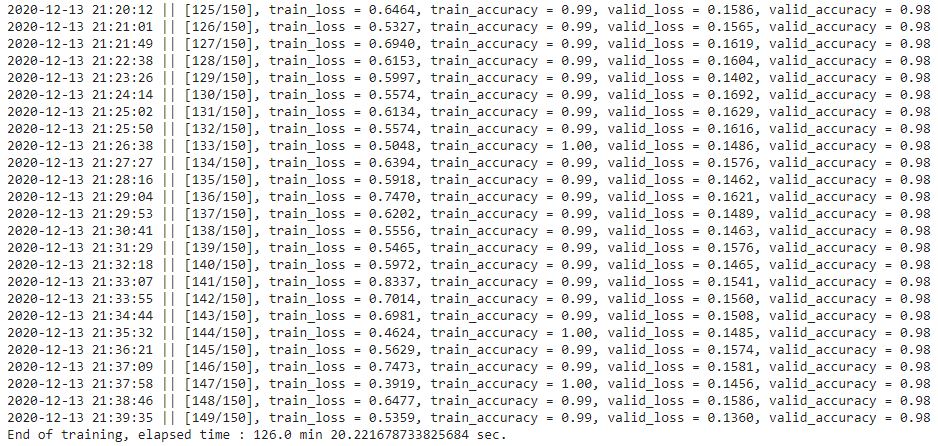 2020-12-13 21:20:12 || [125/150], train_loss = 0.6464, train_accuracy = 0.99, valid_loss = 0.1586, valid_accuracy = 0.98
2020-12-13 21:21:01 || [126/150], train_loss = 0.5327, train_accuracy = 0.99, valid_loss = 0.1565, valid_accuracy = 0.98
2020-12-13 21:21:49 || [127/150], train_loss = 0.6940, train_accuracy = 0.99, valid_loss = 0.1619, valid_accuracy = 0.98
2020-12-13 21:22:38 || [128/150], train_loss = 0.6153, train_accuracy = 0.99, valid_loss = 0.1604, valid_accuracy = 0.98
2020-12-13 21:23:26 || [129/150], train_loss = 0.5997, train_accuracy = 0.99, valid_loss = 0.1402, valid_accuracy = 0.98
2020-12-13 21:24:14 || [130/150], train_loss = 0.5574, train_accuracy = 0.99, valid_loss = 0.1692, valid_accuracy = 0.98
2020-12-13 21:25:02 || [131/150], train_loss = 0.6134, train_accuracy = 0.99, valid_loss = 0.1629, valid_accuracy = 0.98
2020-12-13 21:25:50 || [132/150], train_loss = 0.5574, train_accuracy = 0.99, valid_loss = 0.1616, valid_accuracy = 0.98
2020-12-13 21:26:38 || [133/150], train_loss = 0.5048, train_accuracy = 1.00, valid_loss = 0.1486, valid_accuracy = 0.98
2020-12-13 21:27:27 || [134/150], train_loss = 0.6394, train_accuracy = 0.99, valid_loss = 0.1576, valid_accuracy = 0.98
2020-12-13 21:28:16 || [135/150], train_loss = 0.5918, train_accuracy = 0.99, valid_loss = 0.1462, valid_accuracy = 0.98
2020-12-13 21:29:04 || [136/150], train_loss = 0.7470, train_accuracy = 0.99, valid_loss = 0.1621, valid_accuracy = 0.98
2020-12-13 21:29:53 || [137/150], train_loss = 0.6202, train_accuracy = 0.99, valid_loss = 0.1489, valid_accuracy = 0.98
2020-12-13 21:30:41 || [138/150], train_loss = 0.5556, train_accuracy = 0.99, valid_loss = 0.1463, valid_accuracy = 0.98
2020-12-13 21:31:29 || [139/150], train_loss = 0.5465, train_accuracy = 0.99, valid_loss = 0.1576, valid_accuracy = 0.98
2020-12-13 21:32:18 || [140/150], train_loss = 0.5972, train_accuracy = 0.99, valid_loss = 0.1465, valid_accuracy = 0.98
2020-12-13 21:33:07 || [141/150], train_loss = 0.8337, train_accuracy = 0.99, valid_loss = 0.1541, valid_accuracy = 0.98
2020-12-13 21:33:55 || [142/150], train_loss = 0.7014, train_accuracy = 0.99, valid_loss = 0.1560, valid_accuracy = 0.98
2020-12-13 21:34:44 || [143/150], train_loss = 0.6981, train_accuracy = 0.99, valid_loss = 0.1508, valid_accuracy = 0.98
2020-12-13 21:35:32 || [144/150], train_loss = 0.4624, train_accuracy = 1.00, valid_loss = 0.1485, valid_accuracy = 0.98
2020-12-13 21:36:21 || [145/150], train_loss = 0.5629, train_accuracy = 0.99, valid_loss = 0.1574, valid_accuracy = 0.98
2020-12-13 21:37:09 || [146/150], train_loss = 0.7473, train_accuracy = 0.99, valid_loss = 0.1581, valid_accuracy = 0.98
2020-12-13 21:37:58 || [147/150], train_loss = 0.3919, train_accuracy = 1.00, valid_loss = 0.1456, valid_accuracy = 0.98
2020-12-13 21:38:46 || [148/150], train_loss = 0.6477, train_accuracy = 0.99, valid_loss = 0.1586, valid_accuracy = 0.98
2020-12-13 21:39:35 || [149/150], train_loss = 0.5359, train_accuracy = 0.99, valid_loss = 0.1360, valid_accuracy = 0.98
End of training, elapsed time : 126.0 min 20.221678733825684 sec.